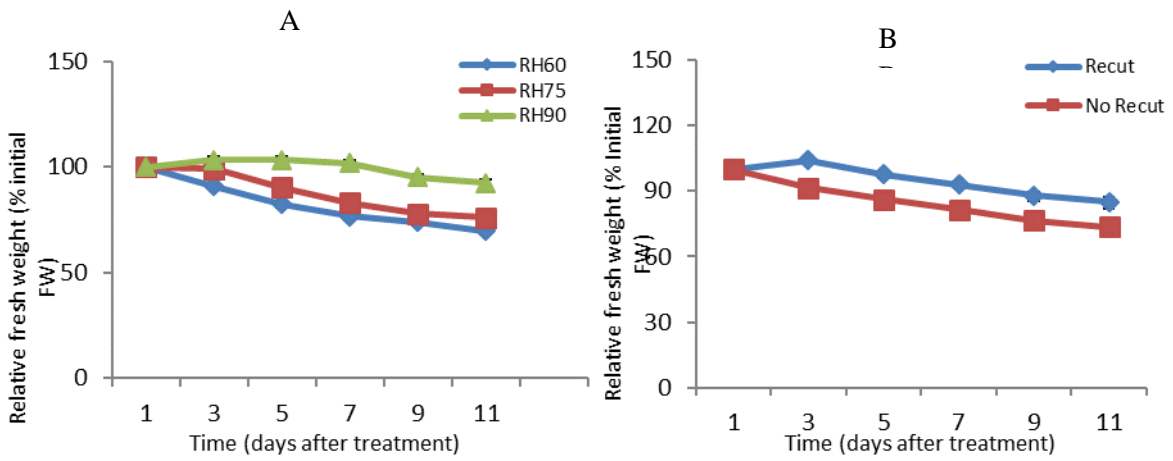 A
150
100
50
0
RH60
RH75
RH90
1 3 5 7 9 11
Time (days after treatment)
Relative fresh weight (% initial
FW)
B
150
120
90
60
30
0
Recut
No Recut
1 3 5 7 9 11
Time (days after treatment)
Relative fresh weight (% Initial
FW)